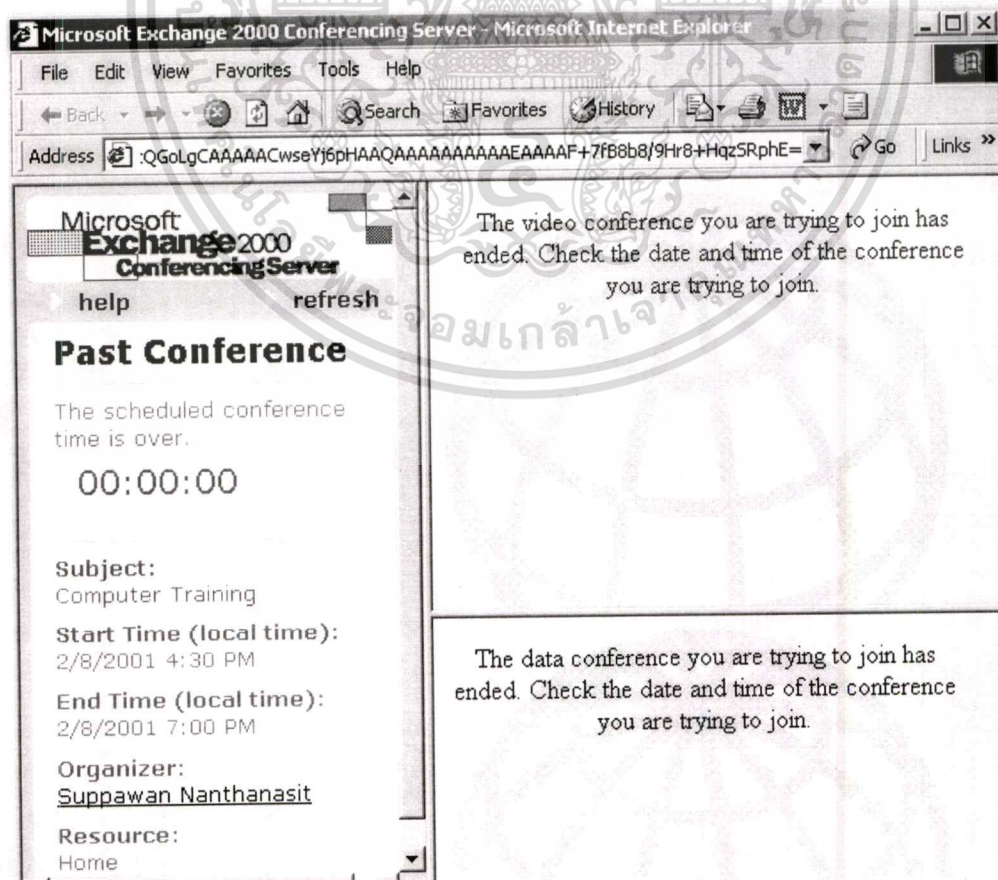 Microsoft Exchange 2000 Conferencing Server - Microsoft Internet Explorer
File Edit View Favorites Tools Help
Back Search Favorites History
Address :QGoLgCAAAAACwseYj6pHAAQAAAAAAAAAAEAAAAF+7fB8b8/9Hr8+HqzSRphE= Go Links »
Microsoft
Exchange 2000
Conferencing Server
help refresh
Past Conference
The scheduled conference
time is over.
00:00:00
Subject:
Computer Training
Start Time (local time):
2/8/2001 4:30 PM
End Time (local time):
2/8/2001 7:00 PM
Organizer:
Suppawan Nanthanasit
Resource:
Home
The video conference you are trying to join has
ended. Check the date and time of the conference
you are trying to join.
The data conference you are trying to join has
ended. Check the date and time of the conference
you are trying to join.